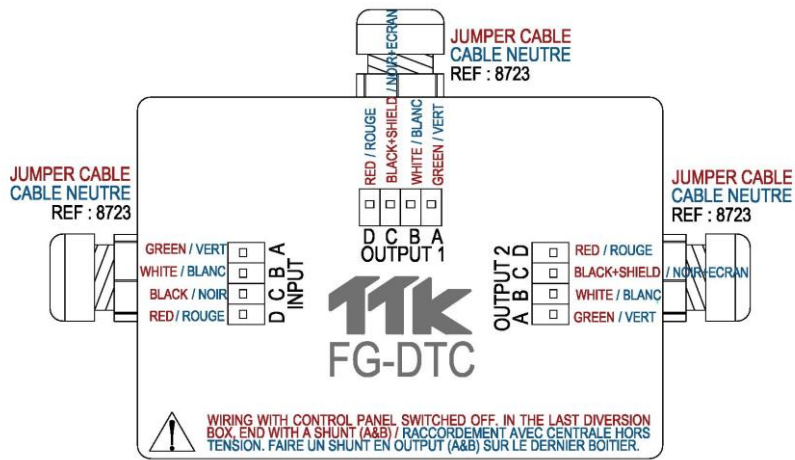 JUMPER CABLE
CABLE NEUTRE
REF : 8723
RED / ROUGE
BLACK+SHIELD / NOIR+ECRAN
WHITE / BLANC
GREEN / VERT
D C B A
OUTPUT 1
JUMPER CABLE
CABLE NEUTRE
REF : 8723
GREEN / VERT
WHITE / BLANC
BLACK / NOIR
RED / ROUGE
A
B
C
D
INPUT
JUMPER CABLE
CABLE NEUTRE
REF : 8723
OUTPUT 2
D
C
B
A
RED / ROUGE
BLACK+SHIELD / NOIR+ECRAN
WHITE / BLANC
GREEN / VERT
TTK
FG-DTC
WIRING WITH CONTROL PANEL SWITCHED OFF. IN THE LAST DIVERSION
BOX, END WITH A SHUNT (A&B) / RACCORDEMENT AVEC CENTRALE HORS
TENSION. FAIRE UN SHUNT EN OUTPUT (A&B) SUR LE DERNIER BOITIER.